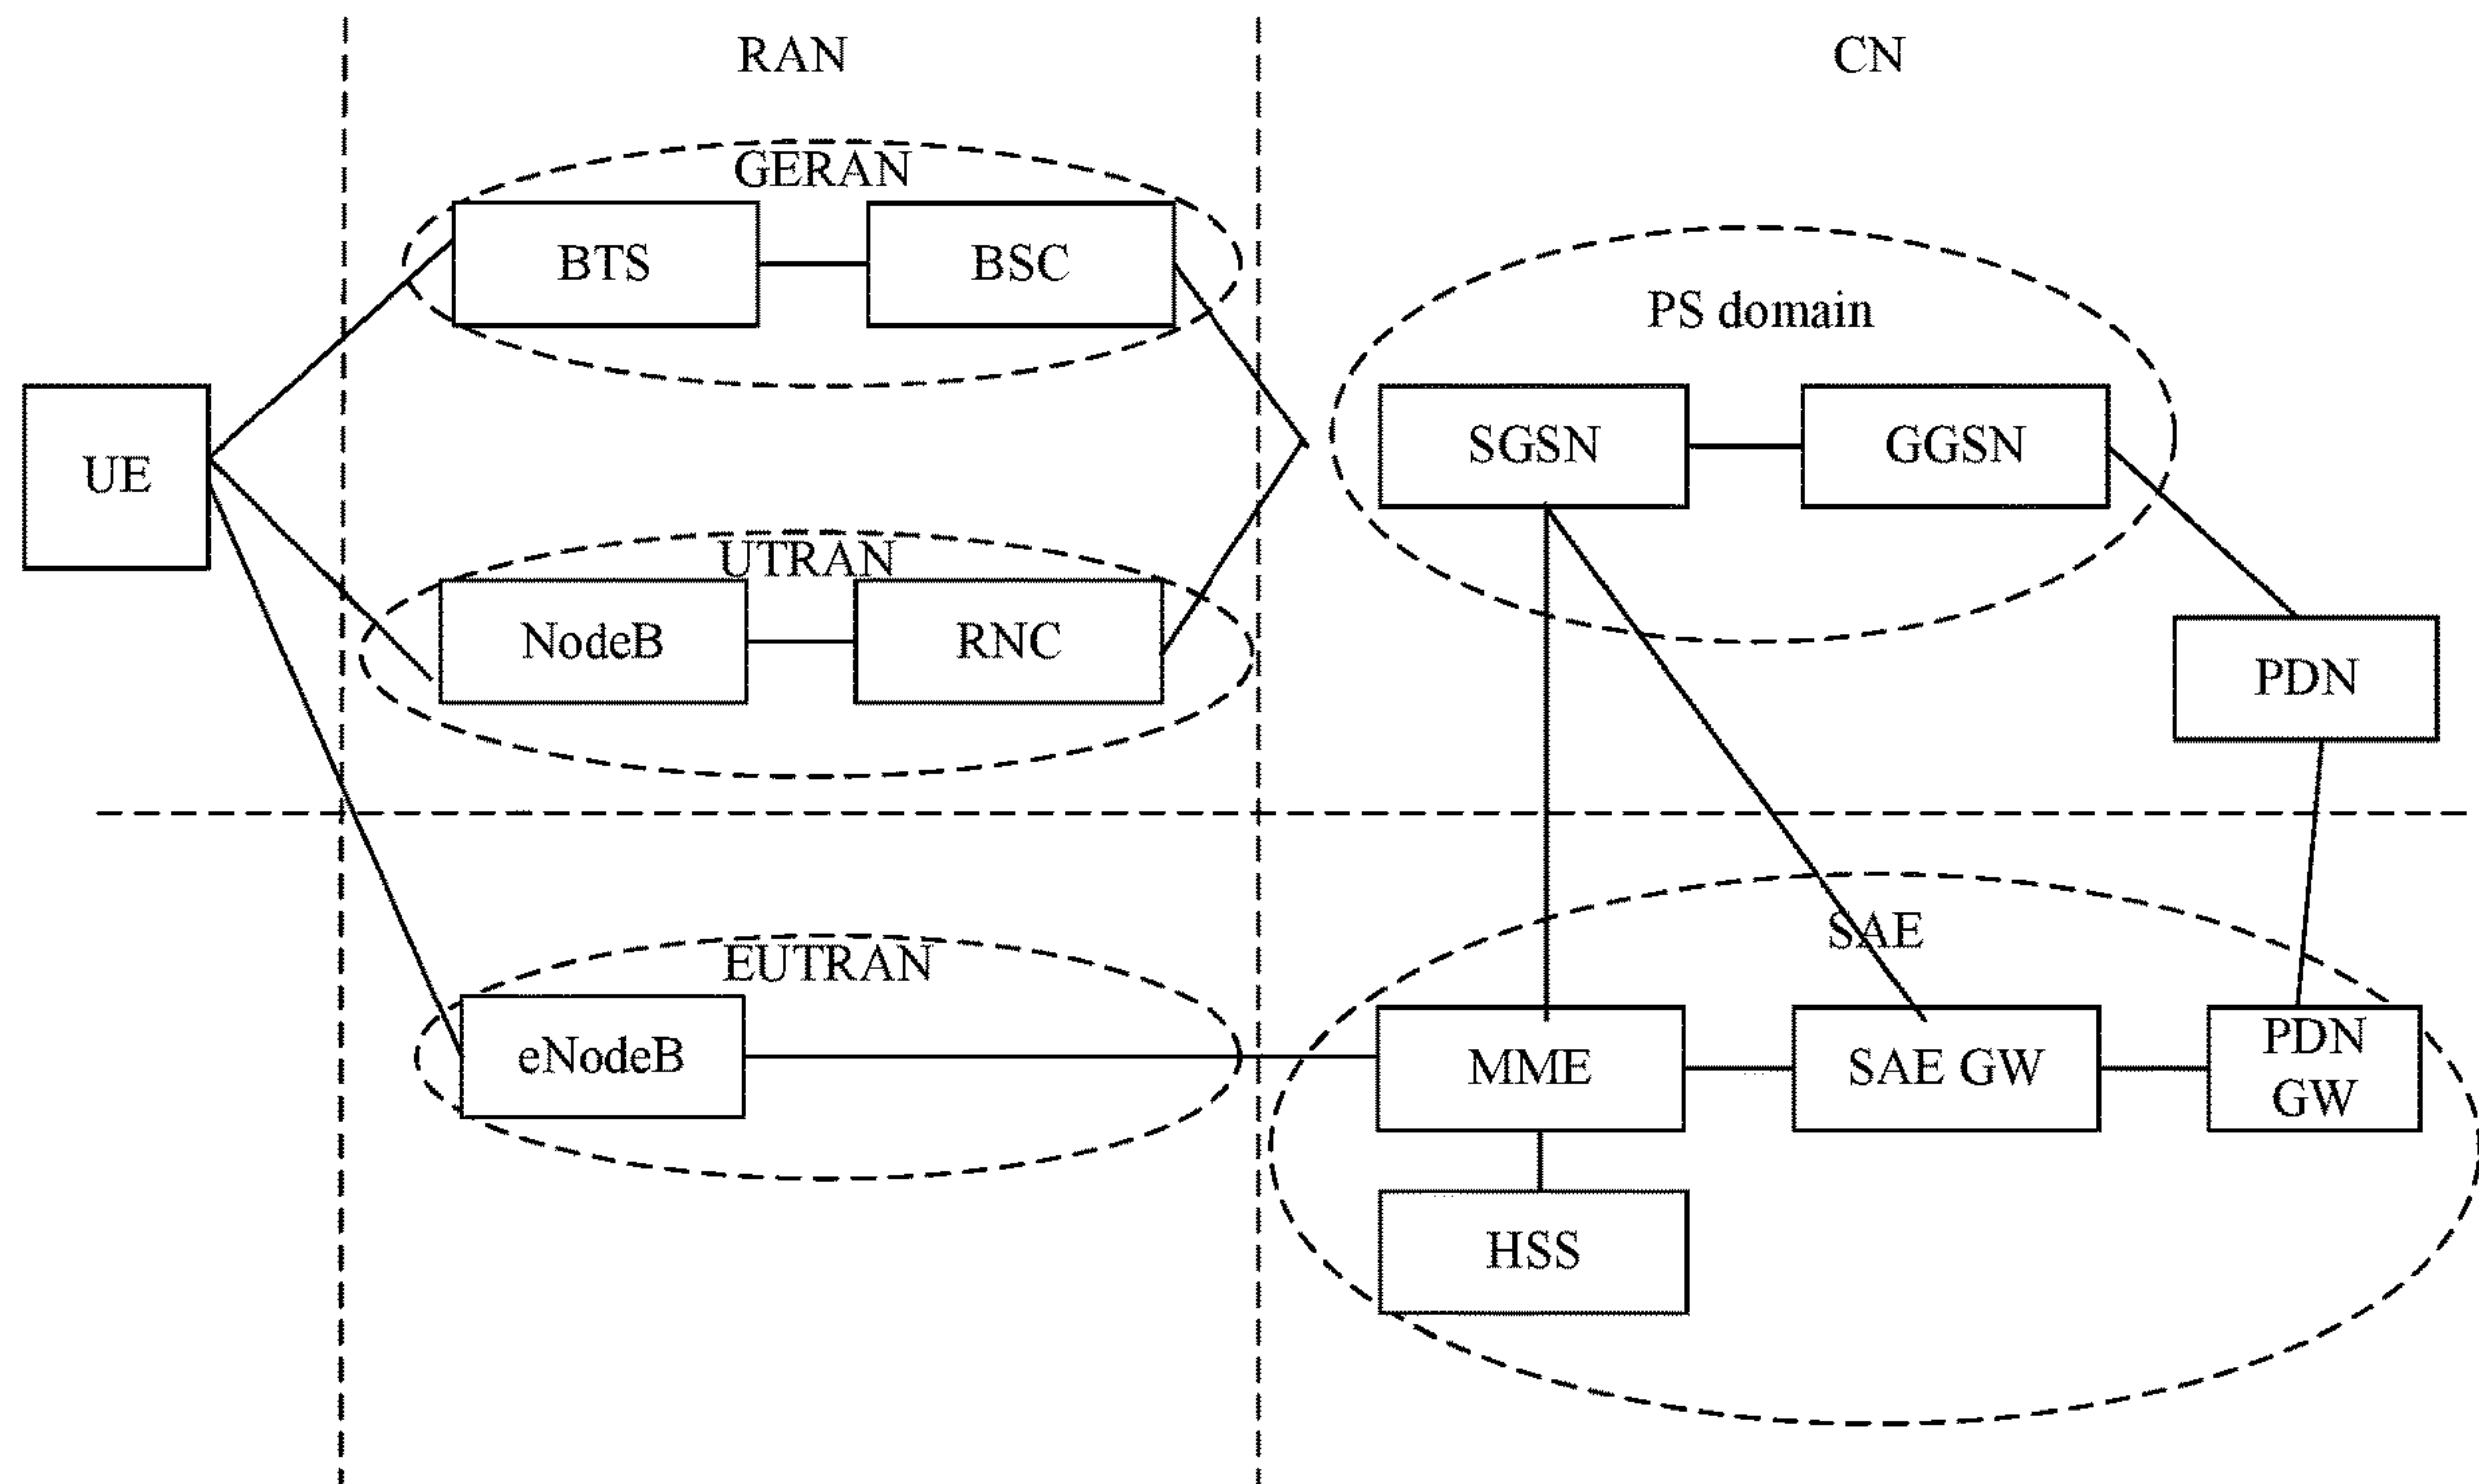 RAN
CN
GERAN
BTS
BSC
PS domain
SGSN
GGSN
UE
UTRAN
NodeB
RNC
PDN
SAE
EUTRAN
eNodeB
MME
SAE GW
PDN
GW
HSS